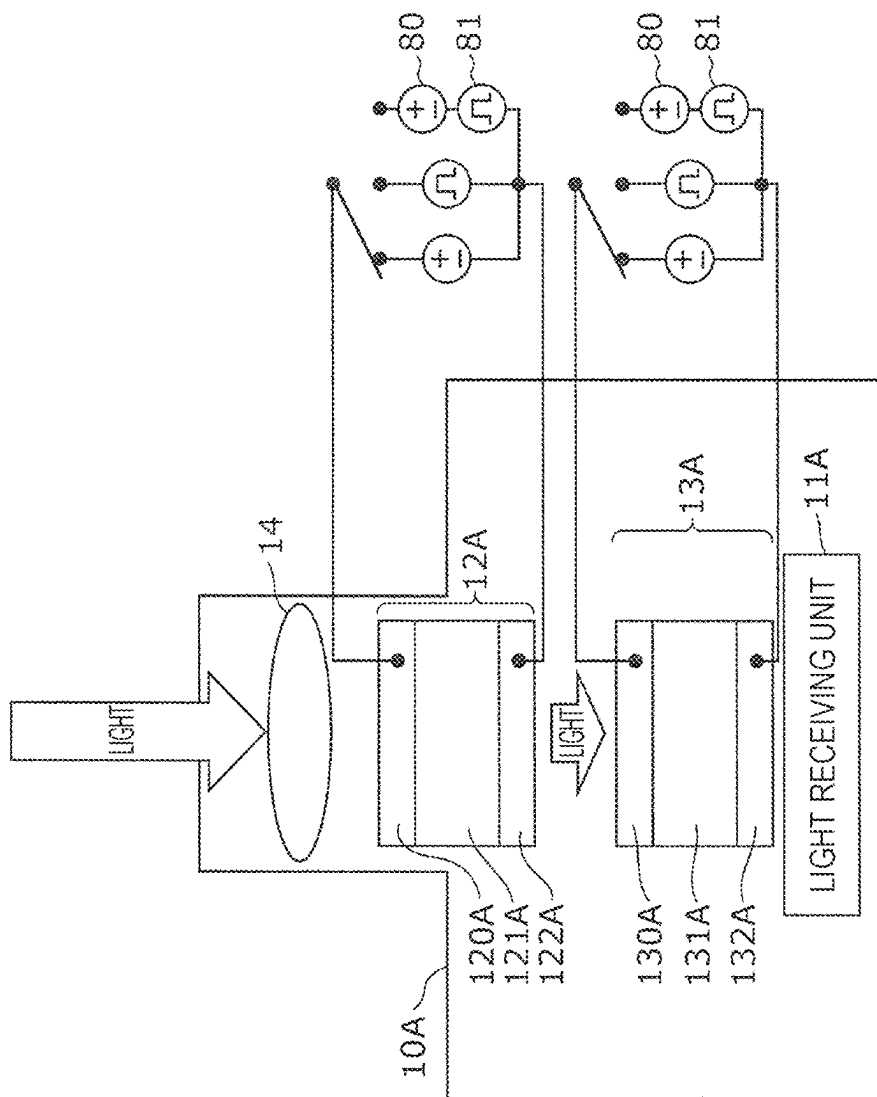 LIGHT
14
12A
120A
121A
122A
10A
80
81
LIGHT
130A
131A
132A
13A
80
81
11A
LIGHT RECEIVING UNIT